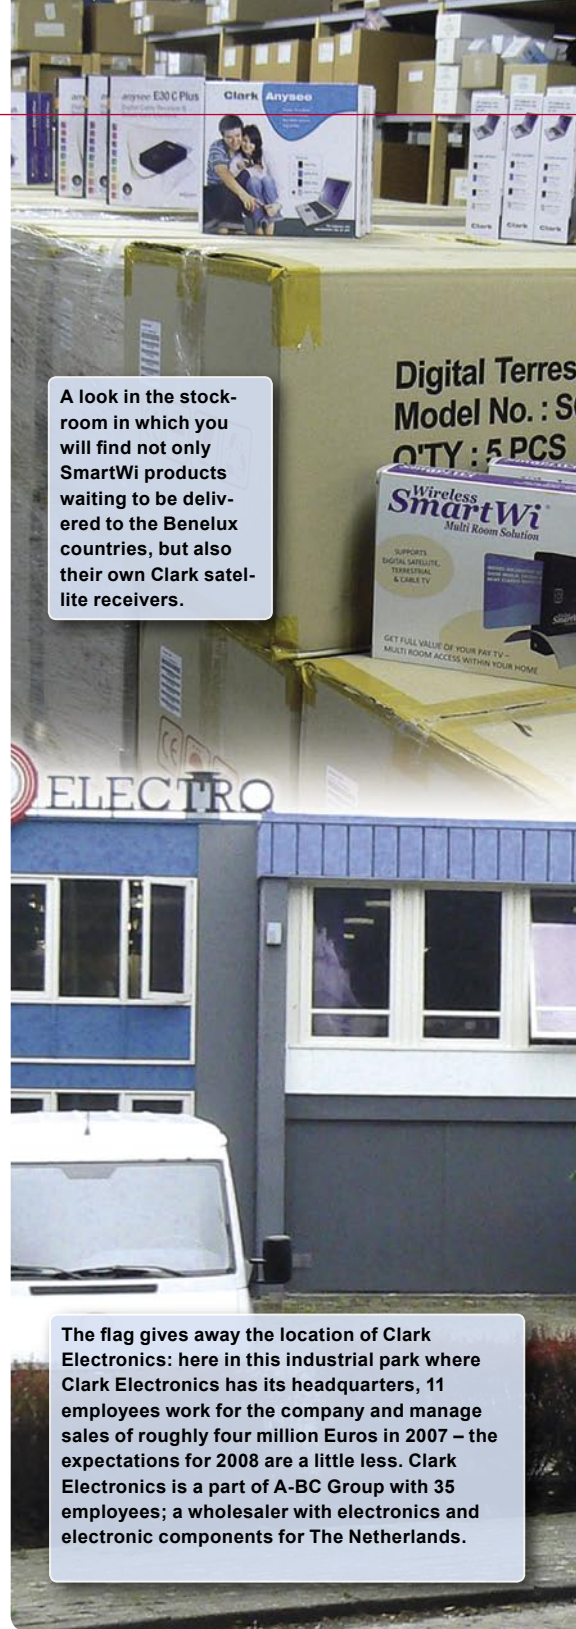 anysee E30 C Plus
Clark Anysee
Clark
Clark
Clark
Digital Terres
Model No. : S
Q'TY : 5 PCS
Wireless
SmartWi
Multi Room Solution
SUPPORTS
DIGITAL SATELLITE,
TERRESTRIAL
& CABLE TV
GET FULL VALUE OF YOUR PAY TV –
MULTI ROOM ACCESS WITHIN YOUR HOME
A look in the stock-
room in which you
will find not only
SmartWi products
waiting to be deliv-
ered to the Benelux
countries, but also
their own Clark satel-
lite receivers.
ELECTRO
The flag gives away the location of Clark
Electronics: here in this industrial park where
Clark Electronics has its headquarters, 11
employees work for the company and manage
sales of roughly four million Euros in 2007 – the
expectations for 2008 are a little less. Clark
Electronics is a part of A-BC Group with 35
employees; a wholesaler with electronics and
electronic components for The Netherlands.